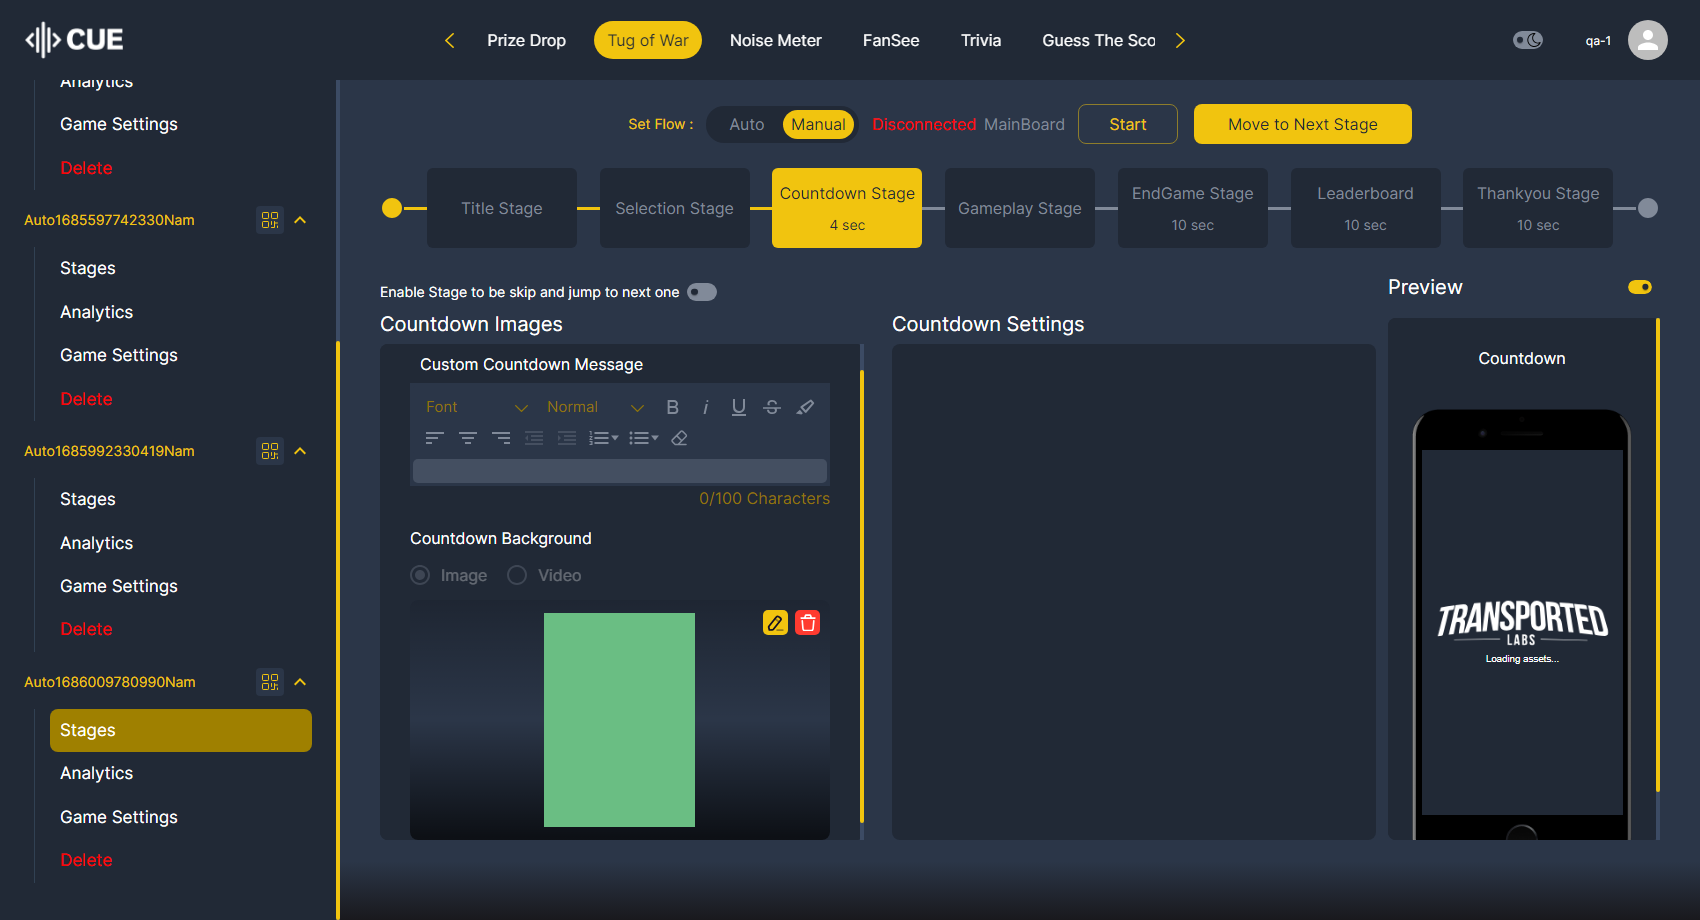 CUE
Prize Drop
Tug of War
Noise Meter
FanSee
Trivia
Guess The Sco
qa-1
Analytics
Game Settings
Delete
Auto1685597742330Nam
Stages
Analytics
Game Settings
Delete
Auto1685992330419Nam
Stages
Analytics
Game Settings
Delete
Auto1686009780990Nam
Stages
Analytics
Game Settings
Delete
Set Flow :
Auto
Manual
Disconnected MainBoard
Start
Move to Next Stage
Title Stage
Selection Stage
Countdown Stage
4 sec
Gameplay Stage
EndGame Stage
10 sec
Leaderboard
10 sec
Thankyou Stage
10 sec
Enable Stage to be skip and jump to next one
Countdown Images
Custom Countdown Message
Font
Normal
B
i
U
S
0/100 Characters
Countdown Background
Image
Video
Countdown Settings
Preview
Countdown
TRANSPORTED
LABS
Loading assets...